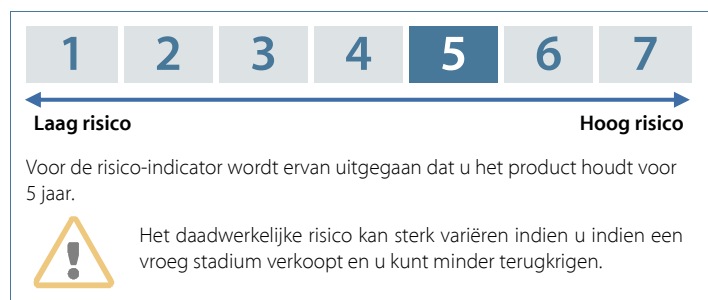 1 2 3 4 5 6 7
Laag risico Hoog risico
Voor de risico-indicator wordt ervan uitgegaan dat u het product houdt voor
5 jaar.
Het daadwerkelijke risico kan sterk variëren indien u indien een
vroeg stadium verkoopt en u kunt minder terugkrigen.